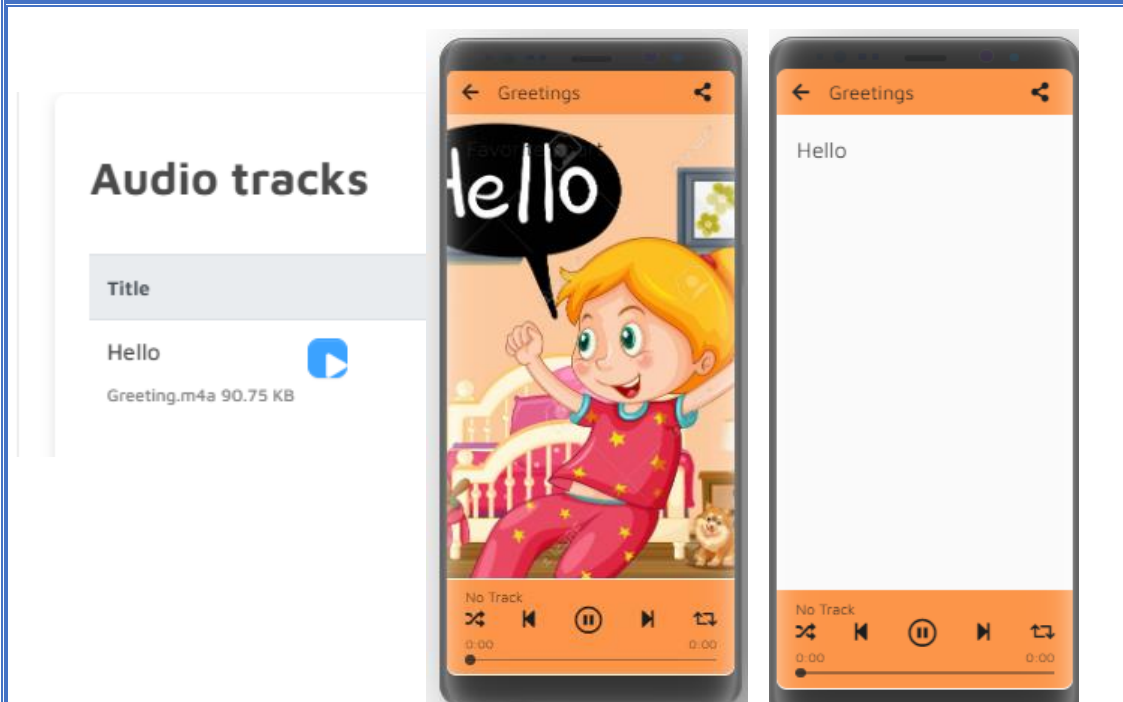 Audio tracks
Title
Hello
Greeting.m4a 90.75 KB
Greetings
Hello
No Track
0:00 0:00
Greetings
Hello
No Track
0:00 0:00